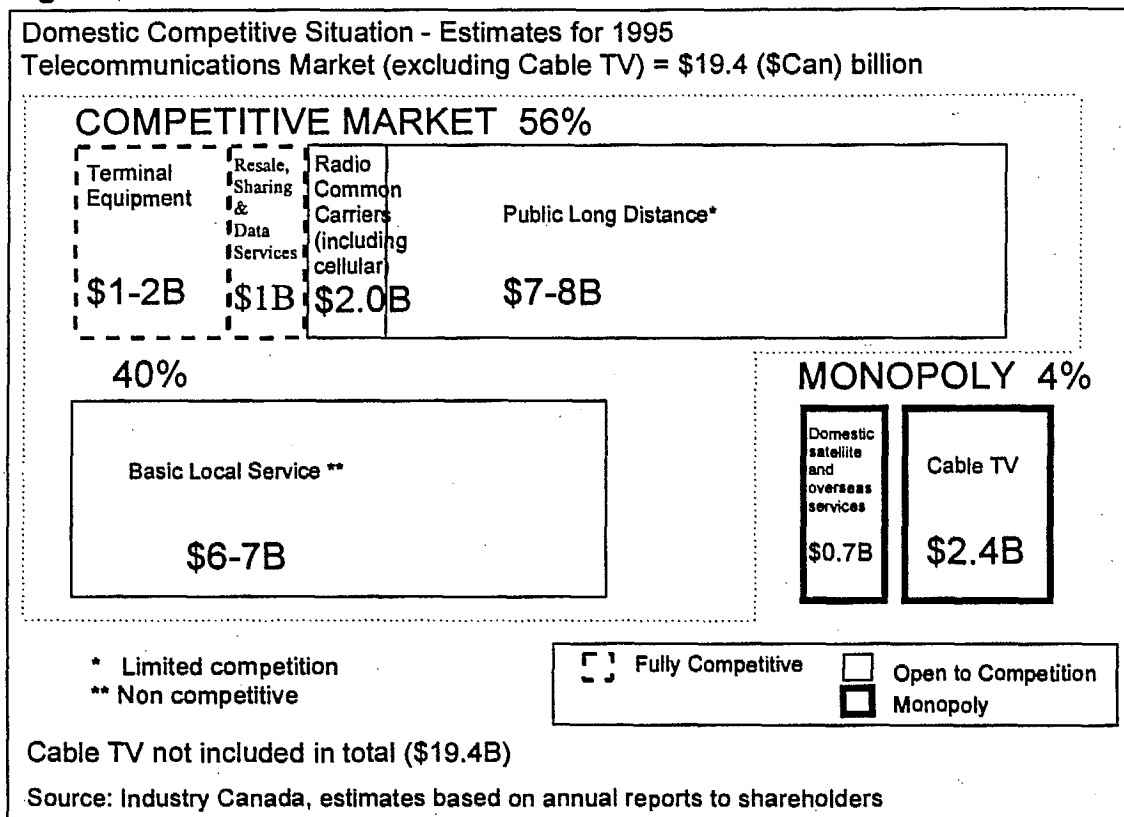 Domestic Competitive Situation - Estimates for 1995
Telecommunications Market (excluding Cable TV) = $19.4 ($Can) billion
COMPETITIVE MARKET 56%
Terminal
Equipment
$1-2B
Resale,
Sharing
&
Data
Services
$1B
Radio
Common
Carriers
(including
cellular)
$2.0B
Public Long Distance*
$7-8B
40%
Basic Local Service **
$6-7B
MONOPOLY 4%
Domestic
satellite
and
overseas
services
$0.7B
Cable TV
$2.4B
* Limited competition
** Non competitive
Fully Competitive
Open to Competition
Monopoly
Cable TV not included in total ($19.4B)
Source: Industry Canada, estimates based on annual reports to shareholders